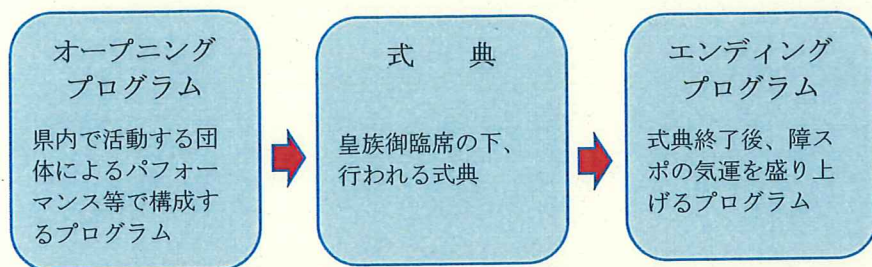 オープニング
プログラム
県内で活動する団
体によるパフォー
マンス等で構成す
るプログラム
式　典
皇族御臨席の下、
行われる式典
エンディング
プログラム
式典終了後、障ス
ポの気運を盛り上
げるプログラム